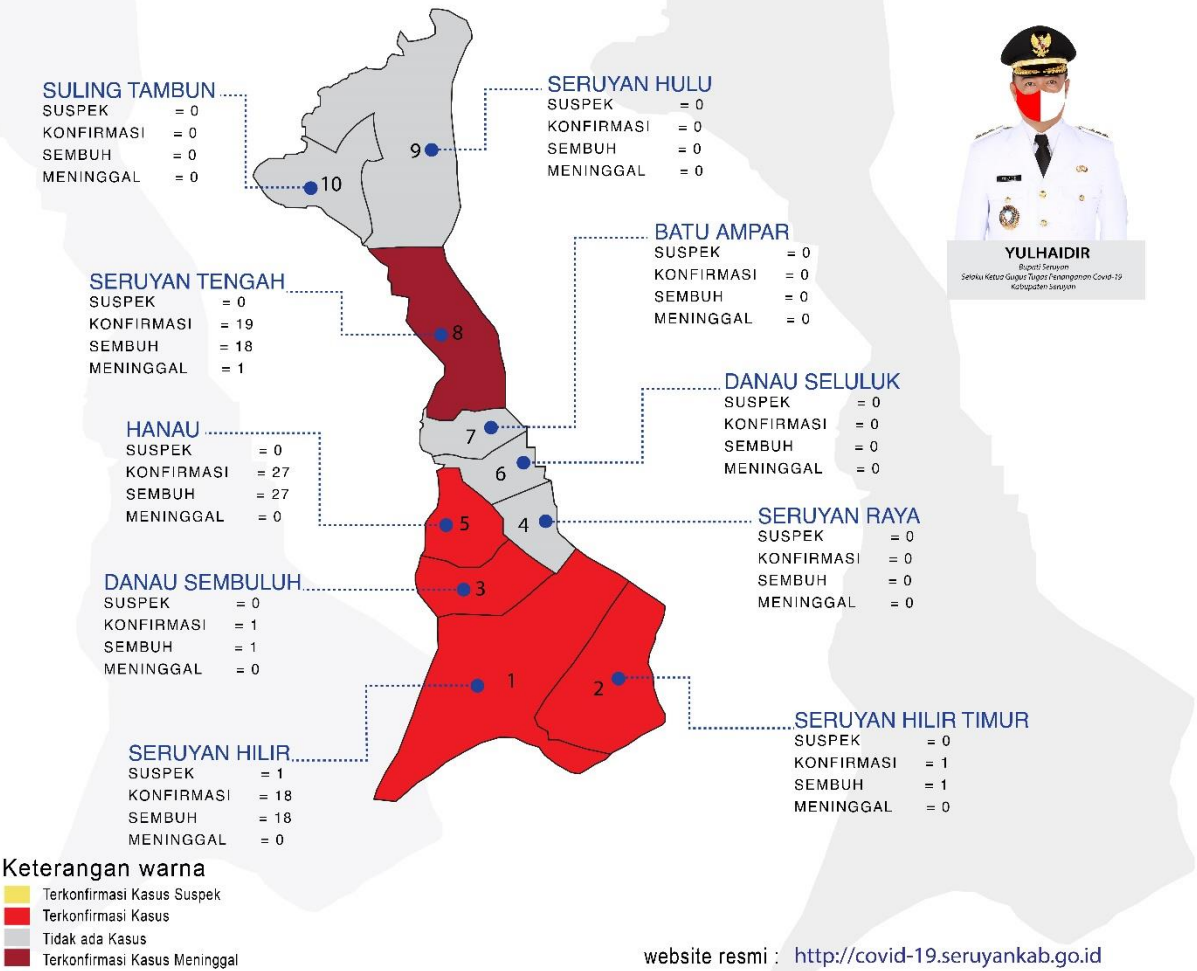 SULING TAMBUN
SUSPEK = 0
KONFIRMASI = 0
SEMBUH = 0
MENINGGAL = 0
SERUYAN HULU
SUSPEK = 0
KONFIRMASI = 0
SEMBUH = 0
MENINGGAL = 0
YULHAIDIR
Bupati Seruyan
Selaku Ketua Gugus Tugas Penanganan Covid-19
Kabupaten Seruyan
9
10
BATU AMPAR
SUSPEK = 0
KONFIRMASI = 0
SEMBUH = 0
MENINGGAL = 0
SERUYAN TENGAH
SUSPEK = 0
KONFIRMASI = 19
SEMBUH = 18
MENINGGAL = 1
8
DANAU SELULUK
SUSPEK = 0
KONFIRMASI = 0
SEMBUH = 0
MENINGGAL = 0
HANAU
SUSPEK = 0
KONFIRMASI = 27
SEMBUH = 27
MENINGGAL = 0
7
6
5
4
SERUYAN RAYA
SUSPEK = 0
KONFIRMASI = 0
SEMBUH = 0
MENINGGAL = 0
DANAU SEMBULUH
SUSPEK = 0
KONFIRMASI = 1
SEMBUH = 1
MENINGGAL = 0
3
1
2
SERUYAN HILIR TIMUR
SUSPEK = 0
KONFIRMASI = 1
SEMBUH = 1
MENINGGAL = 0
SERUYAN HILIR
SUSPEK = 1
KONFIRMASI = 18
SEMBUH = 18
MENINGGAL = 0
Keterangan warna
Terkonfirmasi Kasus Suspek
Terkonfirmasi Kasus
Tidak ada Kasus
Terkonfirmasi Kasus Meninggal
website resmi : http://covid-19.seruyankab.go.id